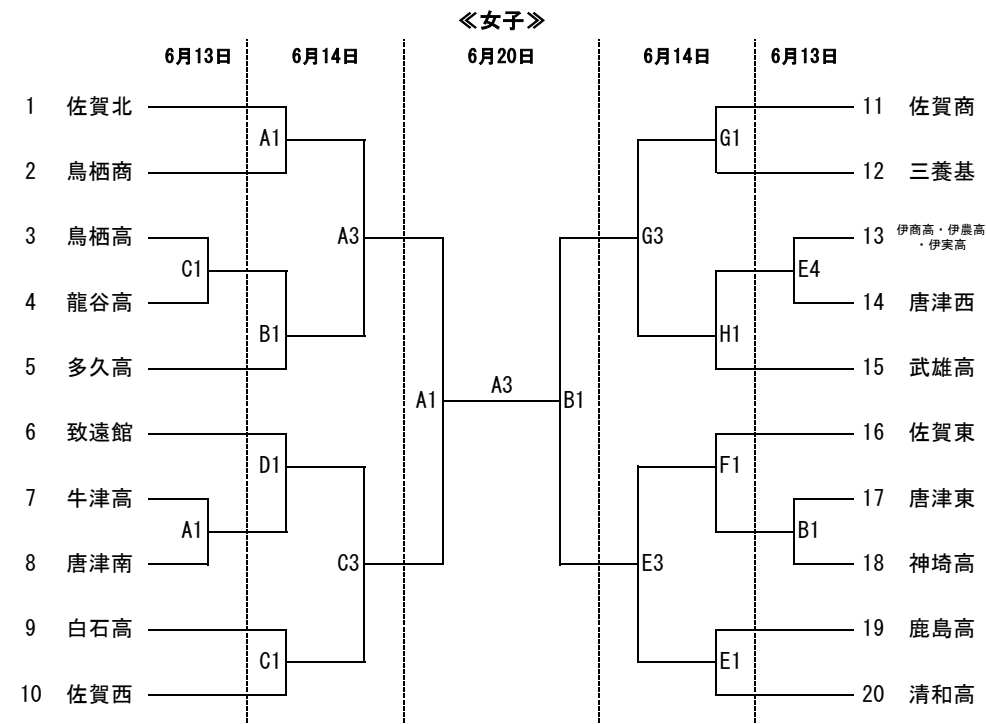 ≪女子≫
6月13日 6月14日 6月20日 6月14日 6月13日
1 佐賀北 11 佐賀商
A1 G1
2 鳥栖商 12 三養基
3 鳥栖高 A3 G3 13 伊商高・伊農高
・伊実高
C1 E4
4 龍谷高 14 唐津西
B1 H1
5 多久高 15 武雄高
A3
A1 B1
6 致遠館 16 佐賀東
D1 F1
7 牛津高 17 唐津東
A1 B1
8 唐津南 C3 E3 18 神埼高
9 白石高 19 鹿島高
C1 E1
10 佐賀西 20 清和高